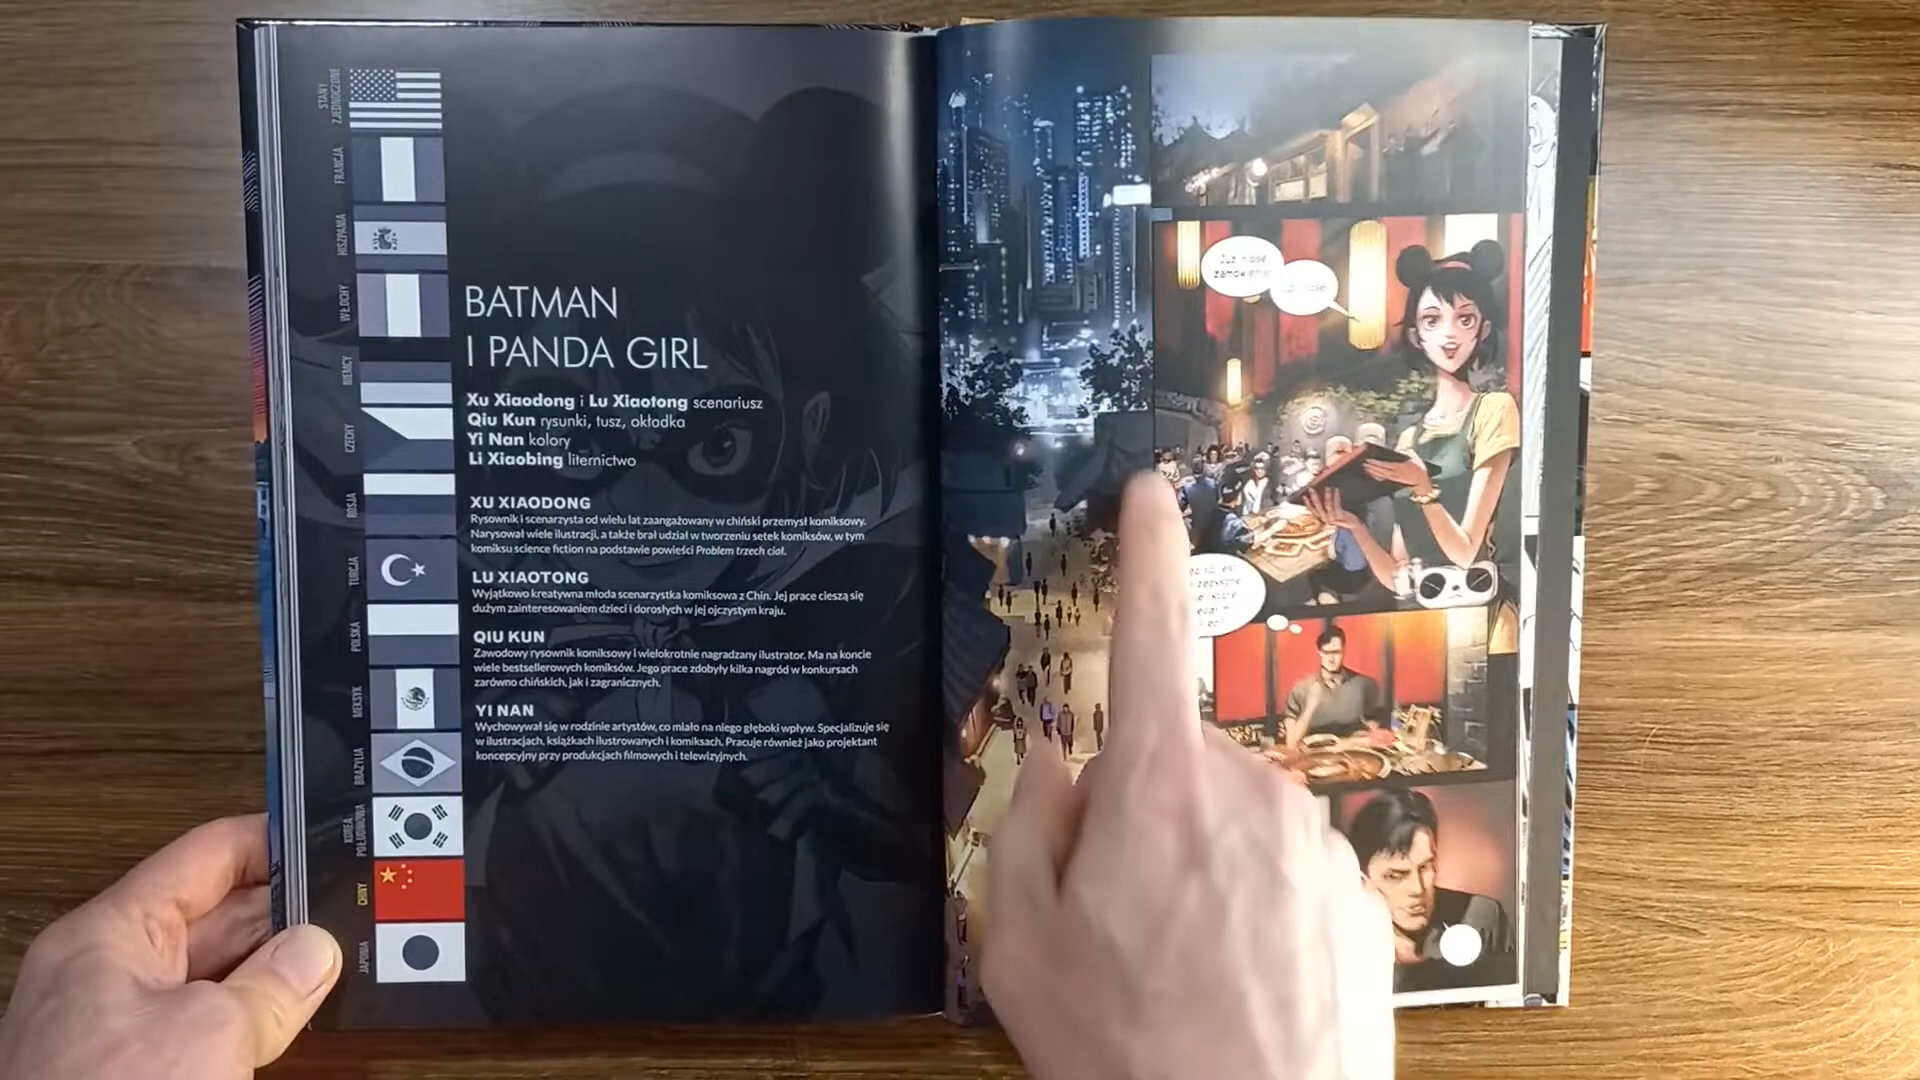 STANY
ZJEDNOCZONE
FRANCJA
HISZPANIA
WŁOCHY
NIEMCY
CZECHY
ROSJA
TURCJA
POLSKA
MEKSYK
BRAZYLIA
KOREA
POŁUDNIOWA
CHINY
JAPONIA
BATMAN
I PANDA GIRL
Xu Xiaodong i Lu Xiaotong scenariusz
Qiu Kun rysunki, tusz, okładka
Yi Nan kolory
Li Xiaobing liternictwo
XU XIAODONG
Rysownik i scenarzysta od wielu lat zaangażowany w chiński przemysł komiksowy.
Narysował wiele ilustracji, a także brał udział w tworzeniu setek komiksów, w tym
komiksu science fiction na podstawie powieści Problem trzech ciał.
LU XIAOTONG
Wyjątkowo kreatywna młoda scenarzystka komiksowa z Chin. Jej prace cieszą się
dużym zainteresowaniem dzieci i dorosłych w jej ojczystym kraju.
QIU KUN
Zawodowy rysownik komiksowy i wielokrotnie nagradzany ilustrator. Ma na koncie
wiele bestsellerowych komiksów. Jego prace zdobyły kilka nagród w konkursach
zarówno chińskich, jak i zagranicznych.
YI NAN
Wychowywał się w rodzinie artystów, co miało na niego głęboki wpływ. Specjalizuje się
w ilustracjach, książkach ilustrowanych i komiksach. Pracuje również jako projektant
koncepcyjny przy produkcjach filmowych i telewizyjnych.